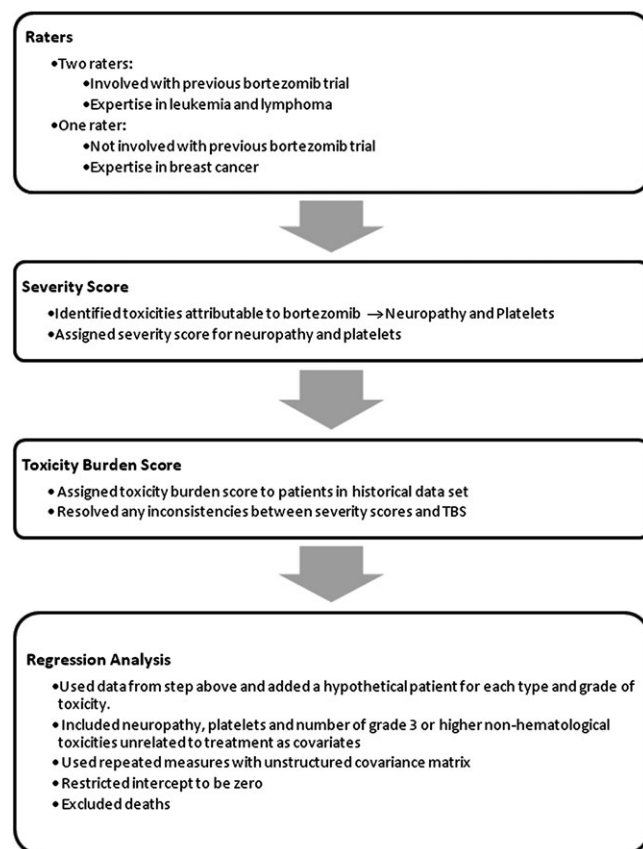 Raters
•Two raters:
•Involved with previous bortezomib trial
•Expertise in leukemia and lymphoma
•One rater:
•Not involved with previous bortezomib trial
•Expertise in breast cancer
Severity Score
•Identified toxicities attributable to bortezomib →Neuropathy and Platelets
•Assigned severity score for neuropathy and platelets
Toxicity Burden Score
• Assigned toxicity burden score to patients in historical data set
• Resolved any inconsistencies between severity scores and TBS
Regression Analysis
•Used data from step above and added a hypothetical patient for each type and grade of
toxicity.
•Included neuropathy, platelets and number of grade 3 or higher non-hematological
toxicities unrelated to treatment as covariates
•Used repeated measures with unstructured covariance matrix
• Restricted intercept to be zero
• Excluded deaths